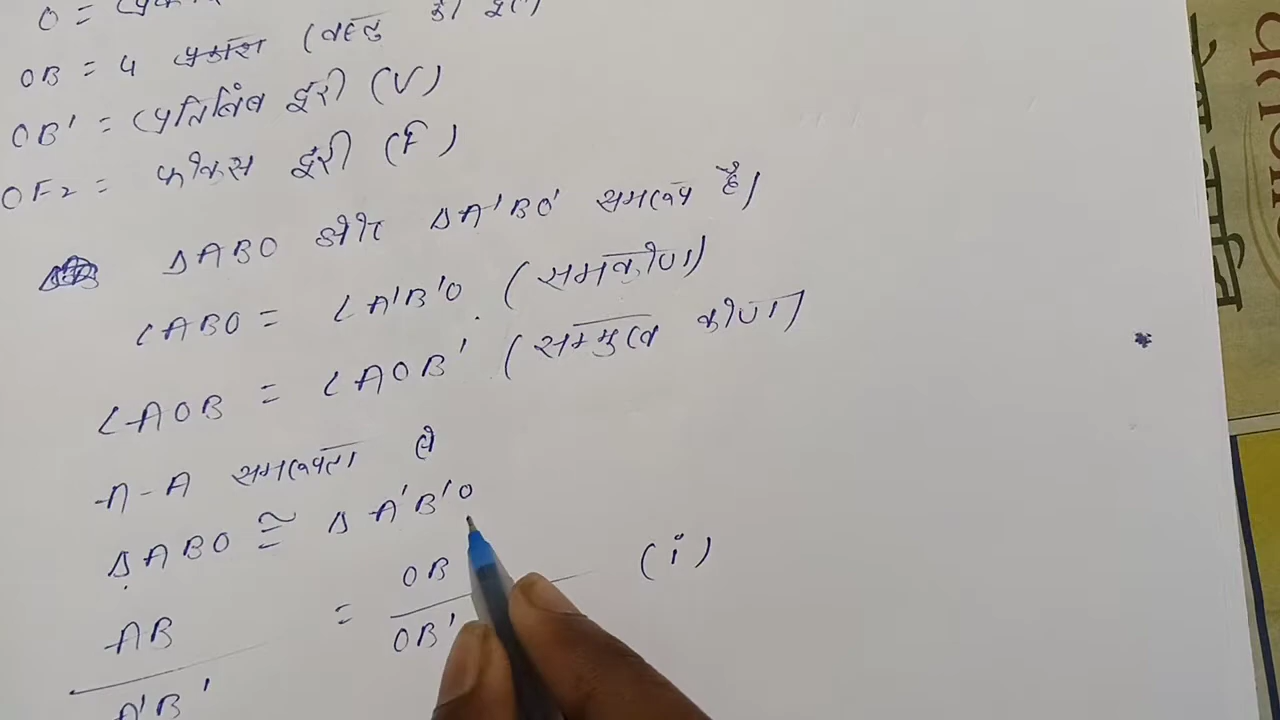 O =
OB = u प्रकाश (वस्तु की दूरी
OB' = प्रतिबिंब दूरी (V)
OF2 = फोकस दूरी (F)
ΔABO और ΔA'BO' समरूप है।
∠ABO = ∠A'B'O (समकोण)
∠AOB = ∠AOB' (सम्मुख कोण)
A-A समरूपता से
ΔABO ≅ ΔA'B'O
AB/A'B' = OB/OB' (i)